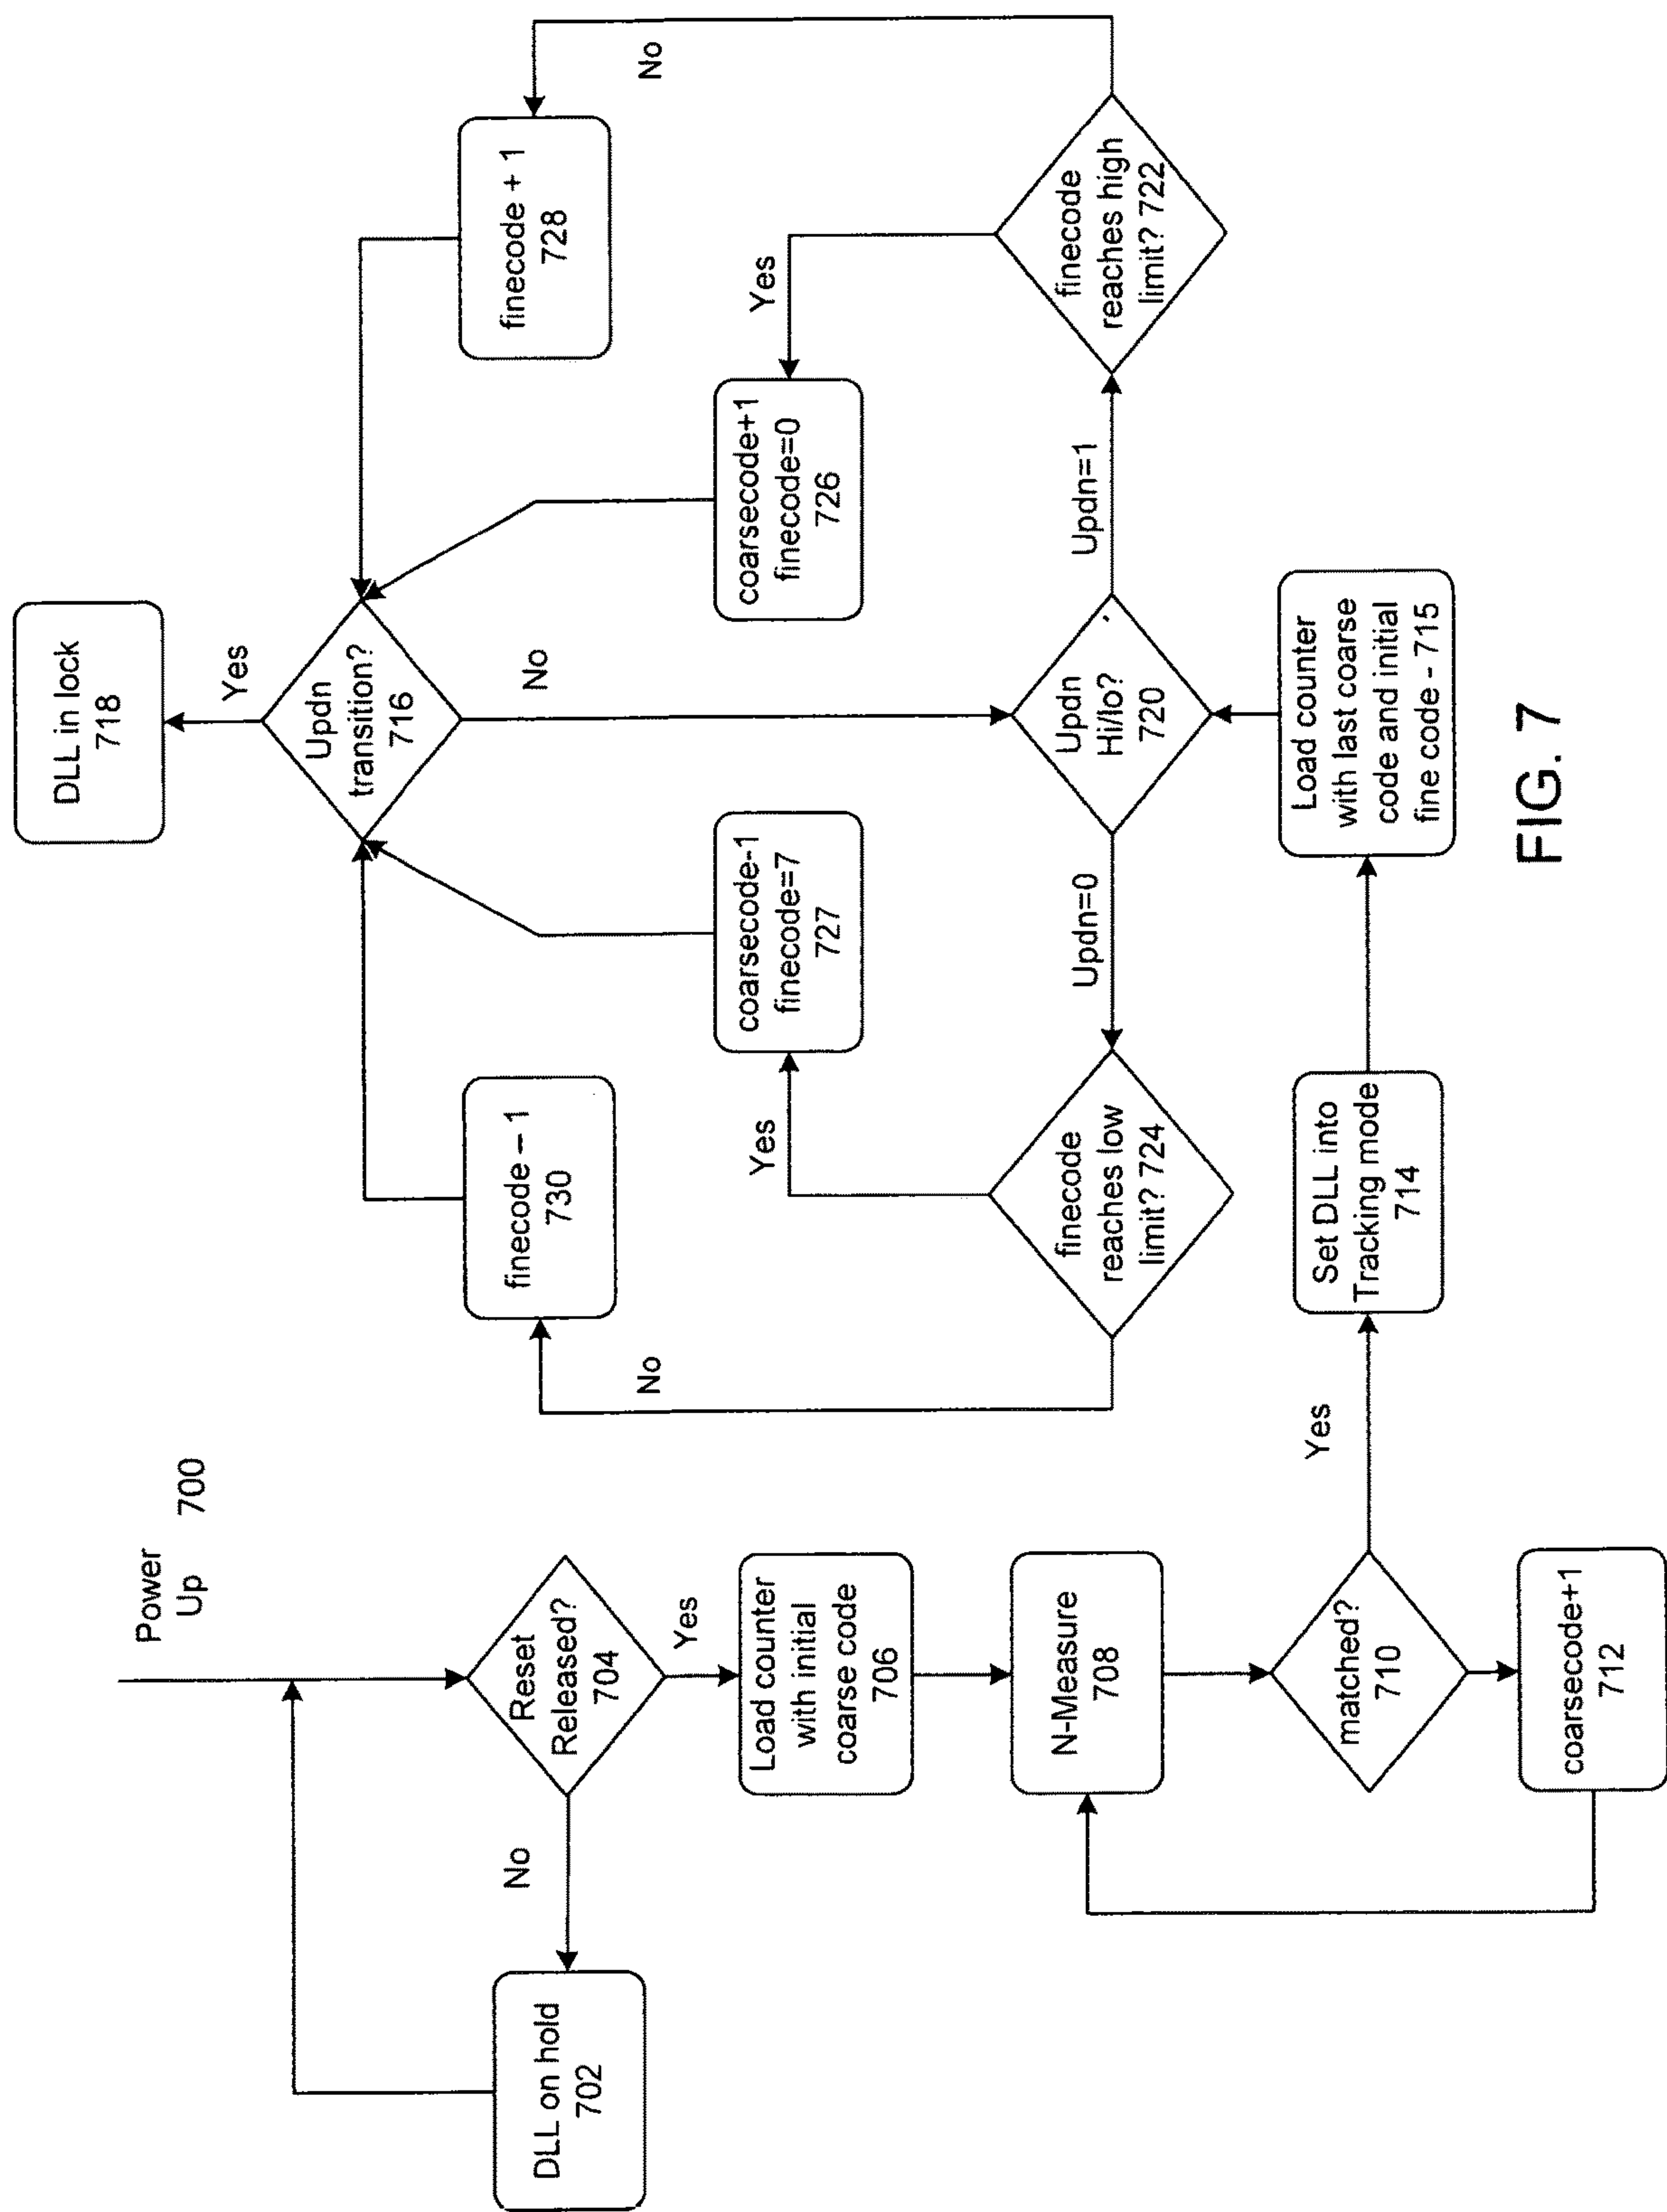 Power
Up 700
Reset
Released?
704
No
DLL on hold
702
Yes
Load counter
with initial
coarse code
706
N-Measure
708
matched?
710
coarsecode+1
712
Yes
Set DLL into
Tracking mode
714
Load counter
with last coarse
code and initial
fine code - 715
Updn
Hi/lo?
720
Updn=0
Updn=1
finecode
reaches low
limit? 724
finecode
reaches high
limit? 722
No
Yes
Yes
No
finecode – 1
730
coarsecode-1
finecode=7
727
coarsecode+1
finecode=0
726
finecode + 1
728
Updn
transition?
716
No
Yes
DLL in lock
718
FIG. 7